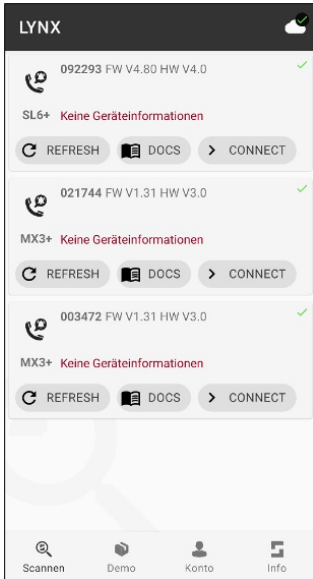 LYNX
092293 FW V4.80 HW V4.0
SL6+ Keine Geräteinformationen
REFRESH DOCS CONNECT
021744 FW V1.31 HW V3.0
MX3+ Keine Geräteinformationen
REFRESH DOCS CONNECT
003472 FW V1.31 HW V3.0
MX3+ Keine Geräteinformationen
REFRESH DOCS CONNECT
Scannen Demo Konto Info